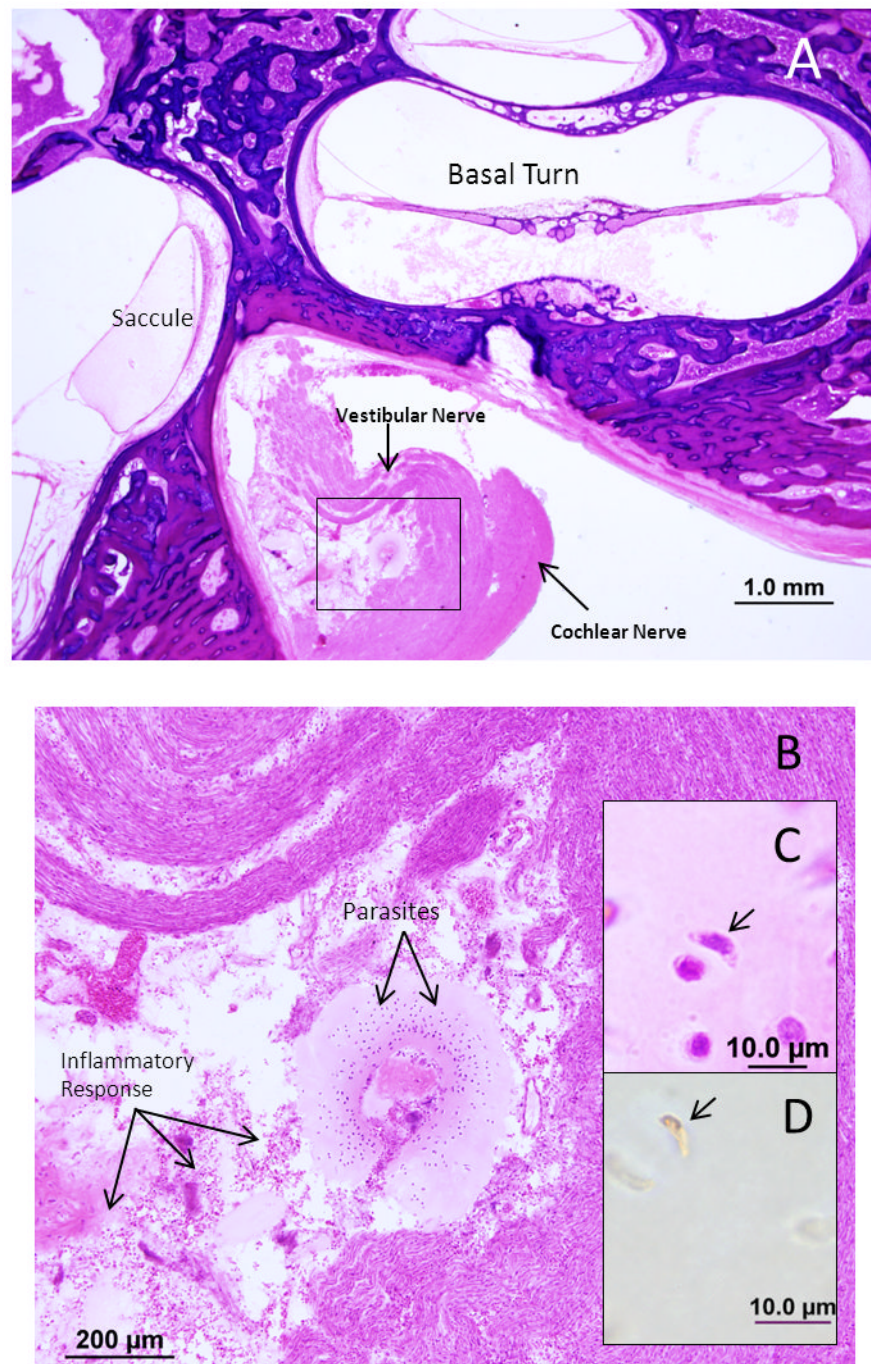 A
Basal Turn
Saccule
Vestibular Nerve
1.0 mm
Cochlear Nerve
B
C
Parasites
10.0 μm
Inflammatory
Response
D
10.0 μm
200 μm